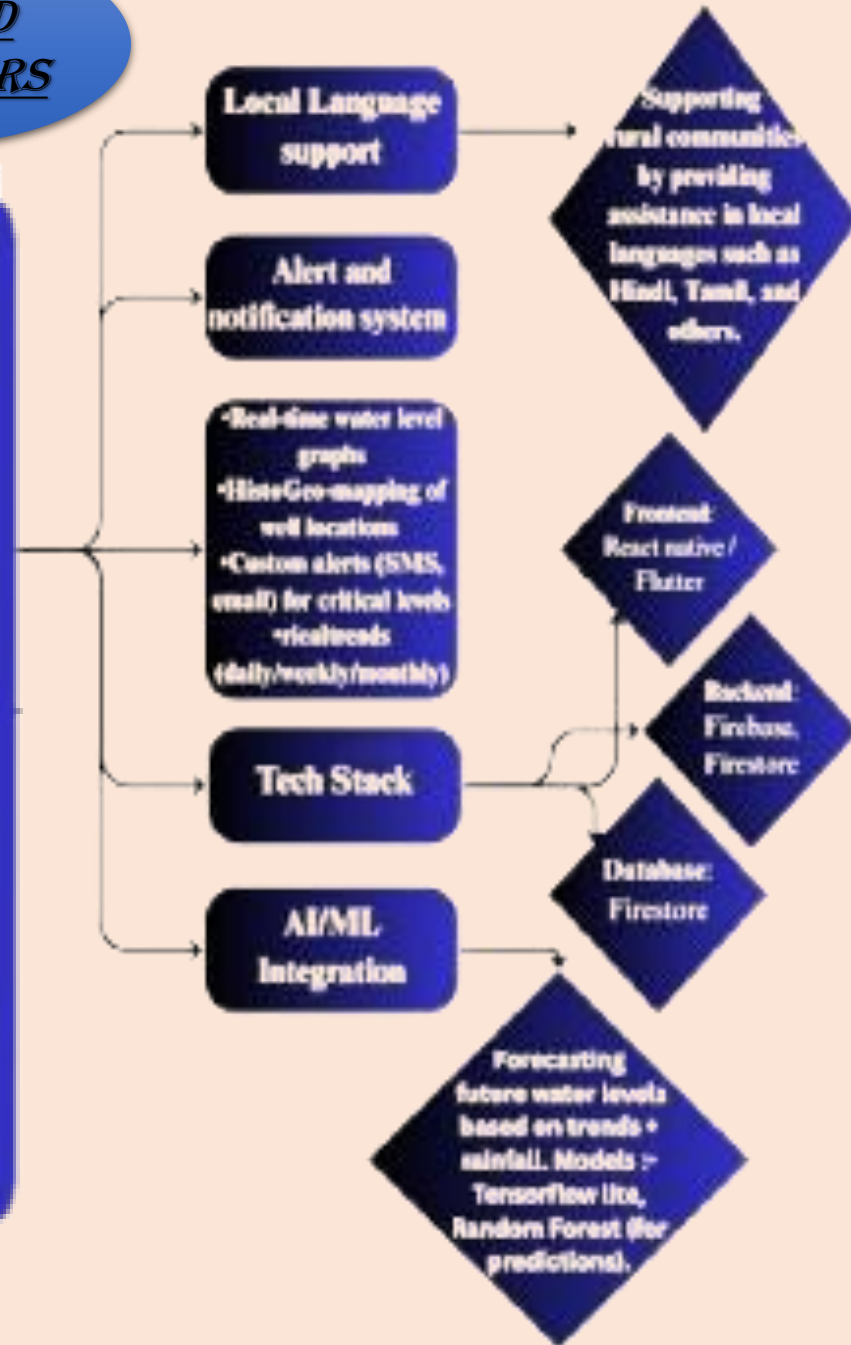 D
RS
Local Language
support
Supporting
rural communities
by providing
assistance in local
languages such as
Hindi, Tamil, and
others.
Alert and
notification system
•Real-time water level
graphs
•HistoGeo-mapping of
well locations
•Custom alerts (SMS,
email) for critical levels
•ricaltrends
(daily/weekly/monthly)
Frontend:
React native /
Flutter
Backend:
Firebase,
Firestore
Tech Stack
Database:
Firestore
AI/ML
Integration
Forecasting
future water levels
based on trends +
rainfall. Models :-
Tensorflow lite,
Random Forest (for
predictions).